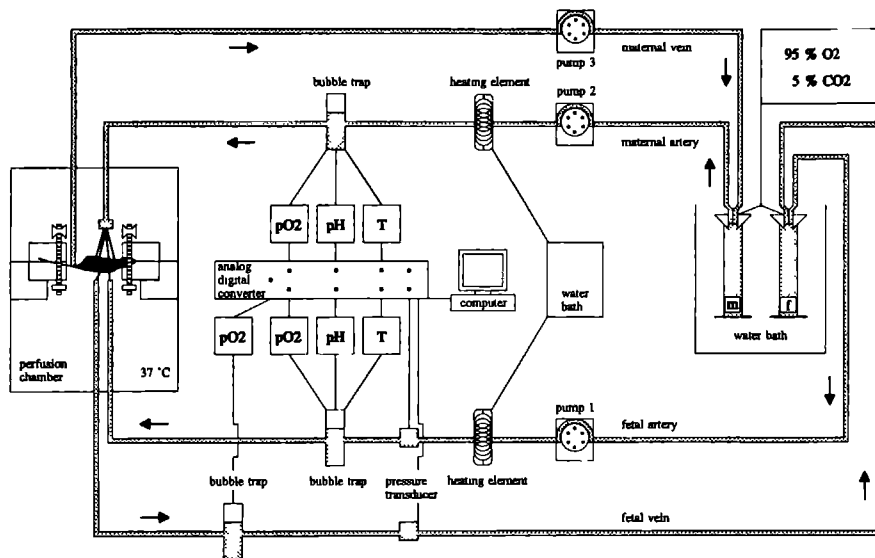 pump 3
maternal vein
95 % O2
5 % CO2
bubble trap
heating element
pump 2
maternal artery
pO2
pH
T
analog
digital
converter
computer
water
bath
m
f
water bath
pO2
pO2
pH
T
perfusion
chamber
37 °C
pump 1
fetal artery
bubble trap
bubble trap
pressure
transducer
heating element
fetal vein